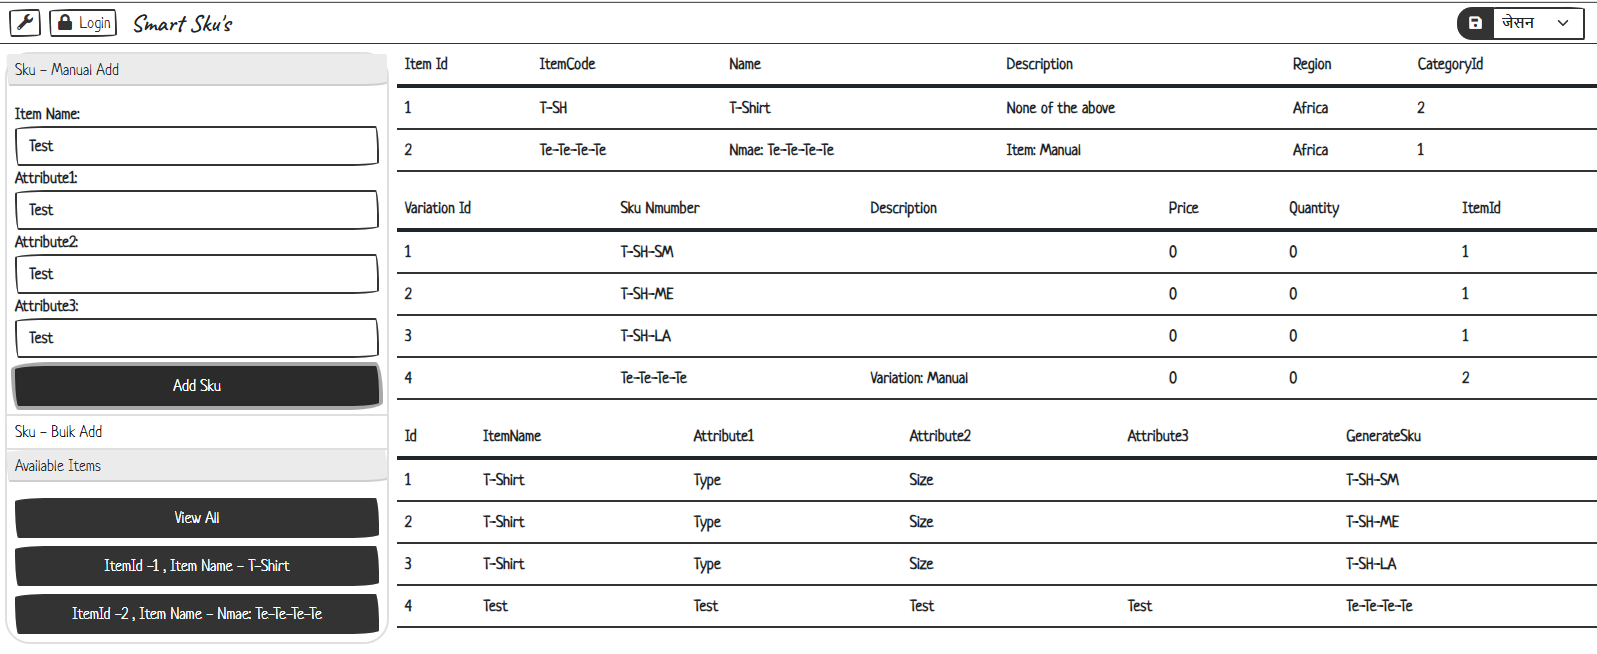 Login Smart Sku's जेसन
Sku - Manual Add
Item Name:
Test
Attribute1:
Test
Attribute2:
Test
Attribute3:
Test
Add Sku
Sku - Bulk Add
Available Items
View All
ItemId -1 , Item Name - T-Shirt
ItemId -2 , Item Name - Nmae: Te-Te-Te-Te
Item Id ItemCode Name Description Region CategoryId
1 T-SH T-Shirt None of the above Africa 2
2 Te-Te-Te-Te Nmae: Te-Te-Te-Te Item: Manual Africa 1
Variation Id Sku Nmumber Description Price Quantity ItemId
1 T-SH-SM 0 0 1
2 T-SH-ME 0 0 1
3 T-SH-LA 0 0 1
4 Te-Te-Te-Te Variation: Manual 0 0 2
Id ItemName Attribute1 Attribute2 Attribute3 GenerateSku
1 T-Shirt Type Size T-SH-SM
2 T-Shirt Type Size T-SH-ME
3 T-Shirt Type Size T-SH-LA
4 Test Test Test Test Te-Te-Te-Te